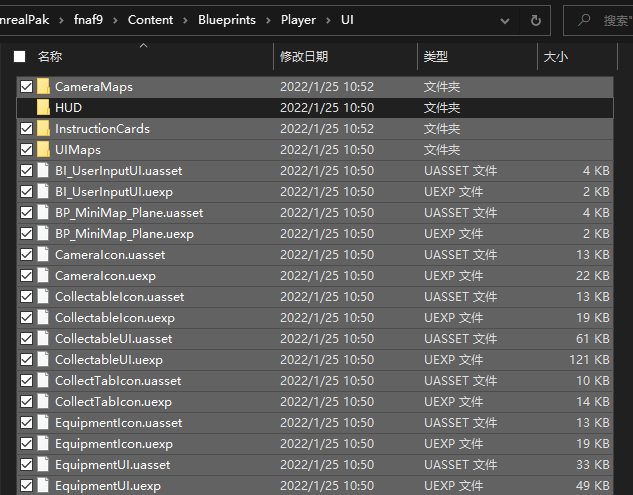 nrealPak > fnaf9 > Content > Blueprints > Player > UI
搜索"
名称 修改日期 类型 大小
CameraMaps 2022/1/25 10:52 文件夹
HUD 2022/1/25 10:50 文件夹
InstructionCards 2022/1/25 10:52 文件夹
UIMaps 2022/1/25 10:50 文件夹
BI_UserInputUI.uasset 2022/1/25 10:50 UASSET 文件 4 KB
BI_UserInputUI.uexp 2022/1/25 10:50 UEXP 文件 2 KB
BP_MiniMap_Plane.uasset 2022/1/25 10:50 UASSET 文件 4 KB
BP_MiniMap_Plane.uexp 2022/1/25 10:50 UEXP 文件 2 KB
CameraIcon.uasset 2022/1/25 10:50 UASSET 文件 13 KB
CameraIcon.uexp 2022/1/25 10:50 UEXP 文件 22 KB
CollectableIcon.uasset 2022/1/25 10:50 UASSET 文件 13 KB
CollectableIcon.uexp 2022/1/25 10:50 UEXP 文件 19 KB
CollectableUI.uasset 2022/1/25 10:50 UASSET 文件 61 KB
CollectableUI.uexp 2022/1/25 10:50 UEXP 文件 121 KB
CollectTabIcon.uasset 2022/1/25 10:50 UASSET 文件 10 KB
CollectTabIcon.uexp 2022/1/25 10:50 UEXP 文件 14 KB
EquipmentIcon.uasset 2022/1/25 10:50 UASSET 文件 13 KB
EquipmentIcon.uexp 2022/1/25 10:50 UEXP 文件 19 KB
EquipmentUI.uasset 2022/1/25 10:50 UASSET 文件 33 KB
EquipmentUI.uexp 2022/1/25 10:50 UEXP 文件 49 KB